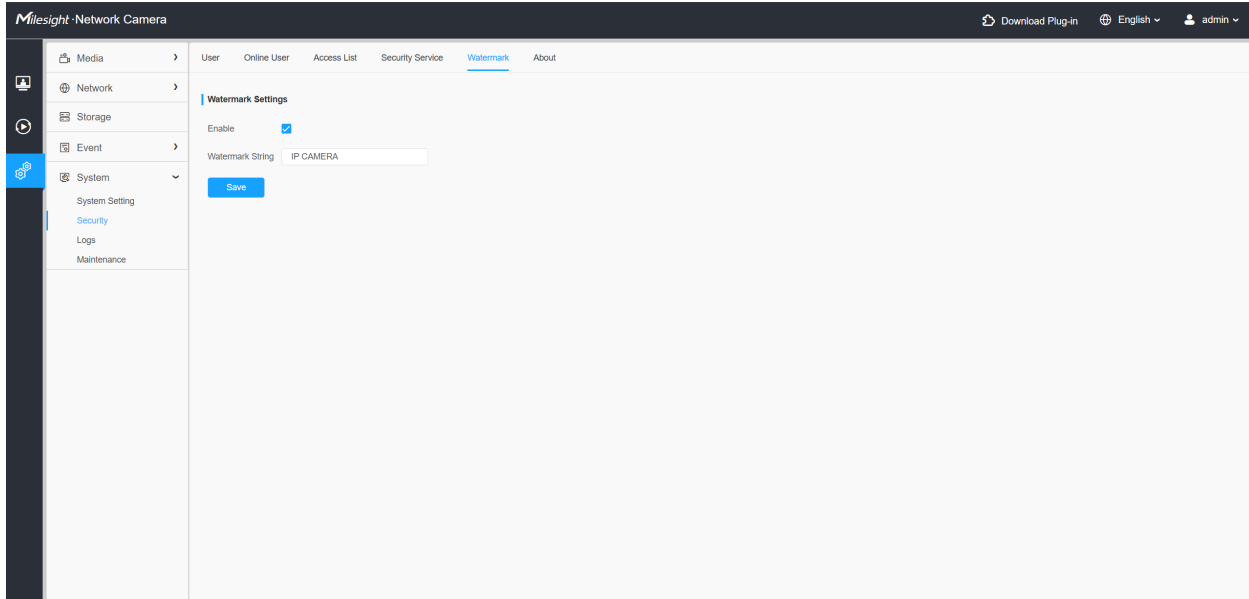 Milesight · Network Camera
Download Plug-in
English
admin
Media
Network
Storage
Event
System
System Setting
Security
Logs
Maintenance
User Online User Access List Security Service Watermark About
Watermark Settings
Enable
Watermark String IP CAMERA
Save